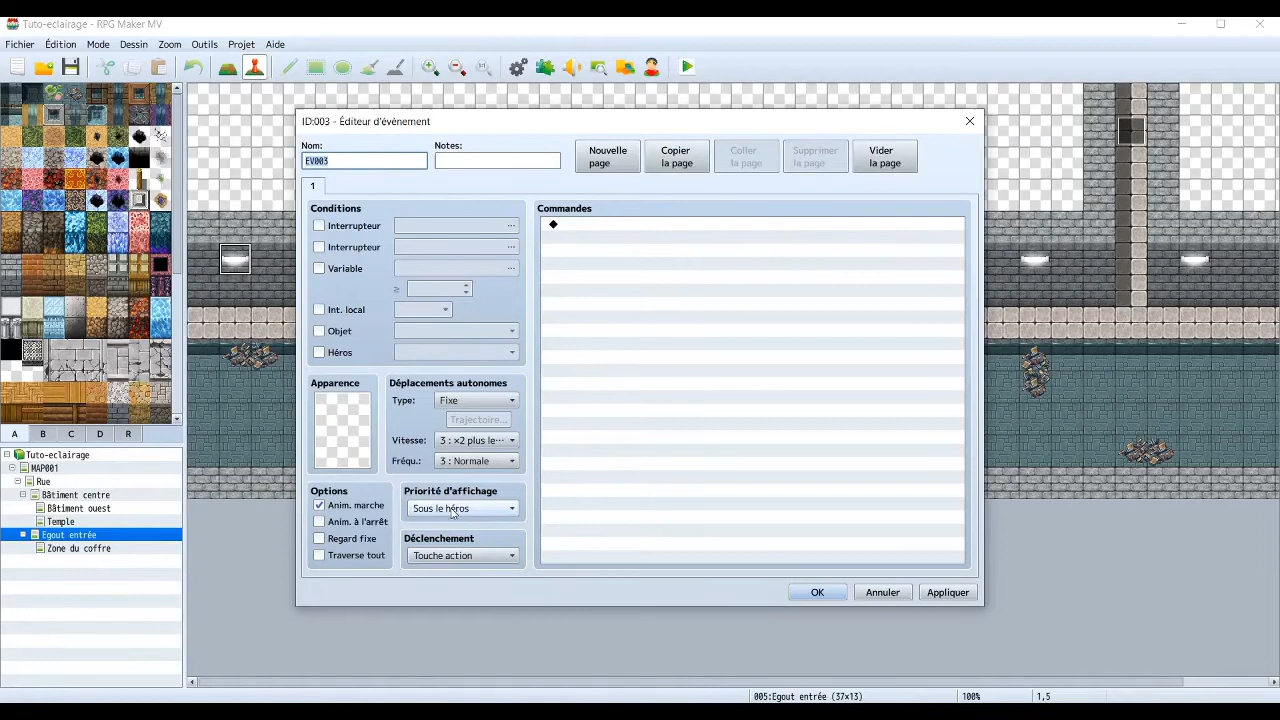 Tuto-eclairage - RPG Maker MV
Fichier Édition Mode Dessin Zoom Outils Projet Aide
ID:003 - Éditeur d'événement
Nom: Notes:
EV003
Nouvelle page
Copier la page
Coller la page
Supprimer la page
Vider la page
1
Conditions
Interrupteur ...
Interrupteur ...
Variable ...
≥
Int. local
Objet
Héros
Apparence
Déplacements autonomes
Type: Fixe
Trajectoire...
Vitesse: 3 : ×2 plus le···
Fréqu.: 3 : Normale
Options
Anim. marche
Anim. à l'arrêt
Regard fixe
Traverse tout
Priorité d'affichage
Sous le héros
Déclenchement
Touche action
Commandes
OK Annuler Appliquer
A B C D R
Tuto-eclairage
MAP001
Rue
Bâtiment centre
Bâtiment ouest
Temple
Egout entrée
Zone du coffre
005:Egout entrée (37×13) 100% 1,5